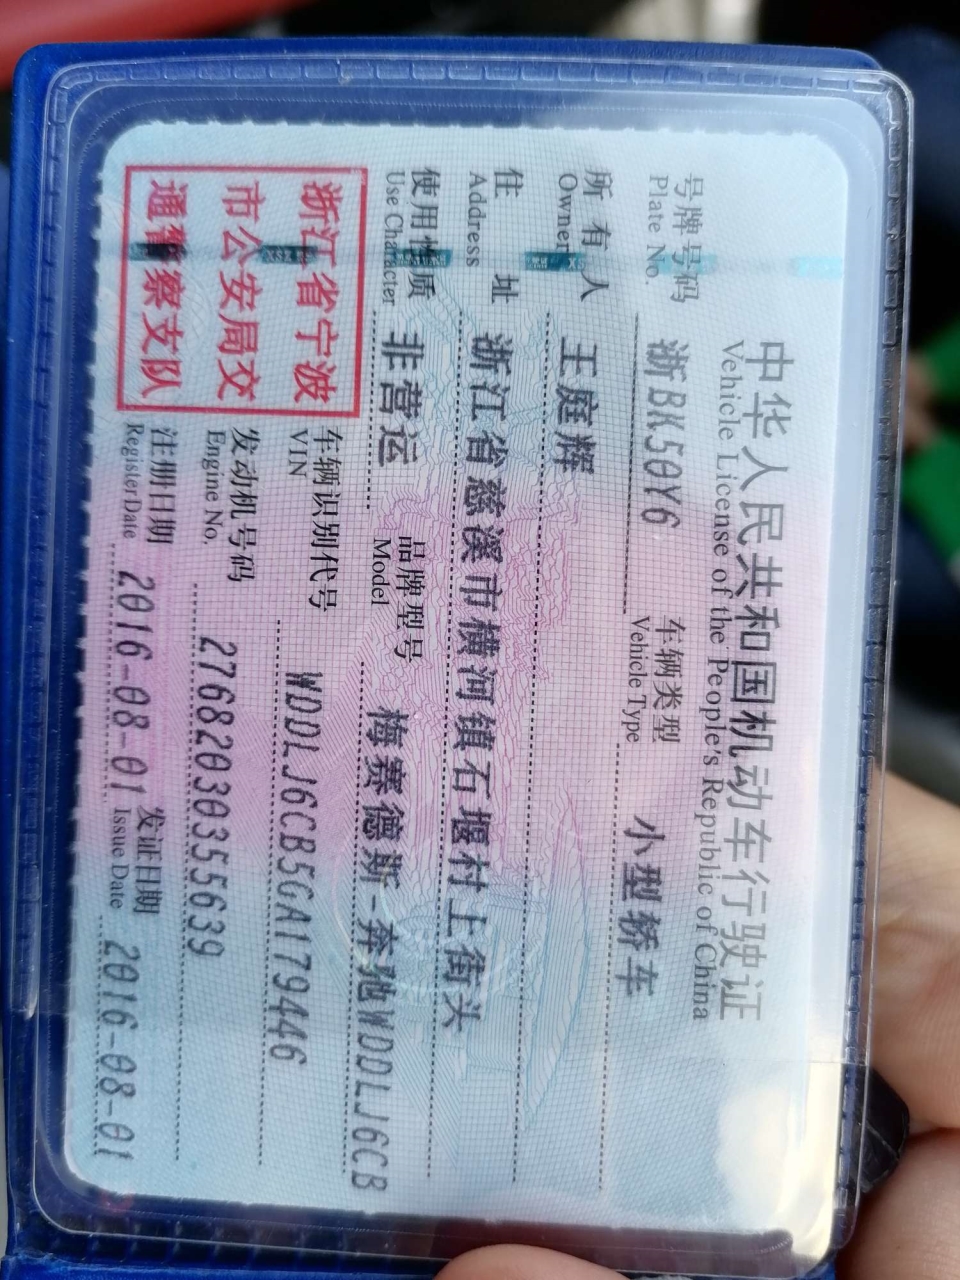 中华人民共和国机动车行驶证
Vehicle License of the People's Republic of China
号牌号码 浙BK50Y6 车辆类型 小型轿车
Plate No. Vehicle Type
所有人 王庭辉
Owner
住址 浙江省慈溪市横河镇石堰村上街头
Address
使用性质 非营运 品牌型号 梅赛德斯-奔驰WDDLJ6CB
Use Character Model
浙江省宁波
市公安局交
通警察支队
车辆识别代号 WDDLJ6CB5GA179446
VIN
发动机号码 27682030355639
Engine No.
注册日期 2016-08-01 发证日期 2016-08-01
Register Date Issue Date